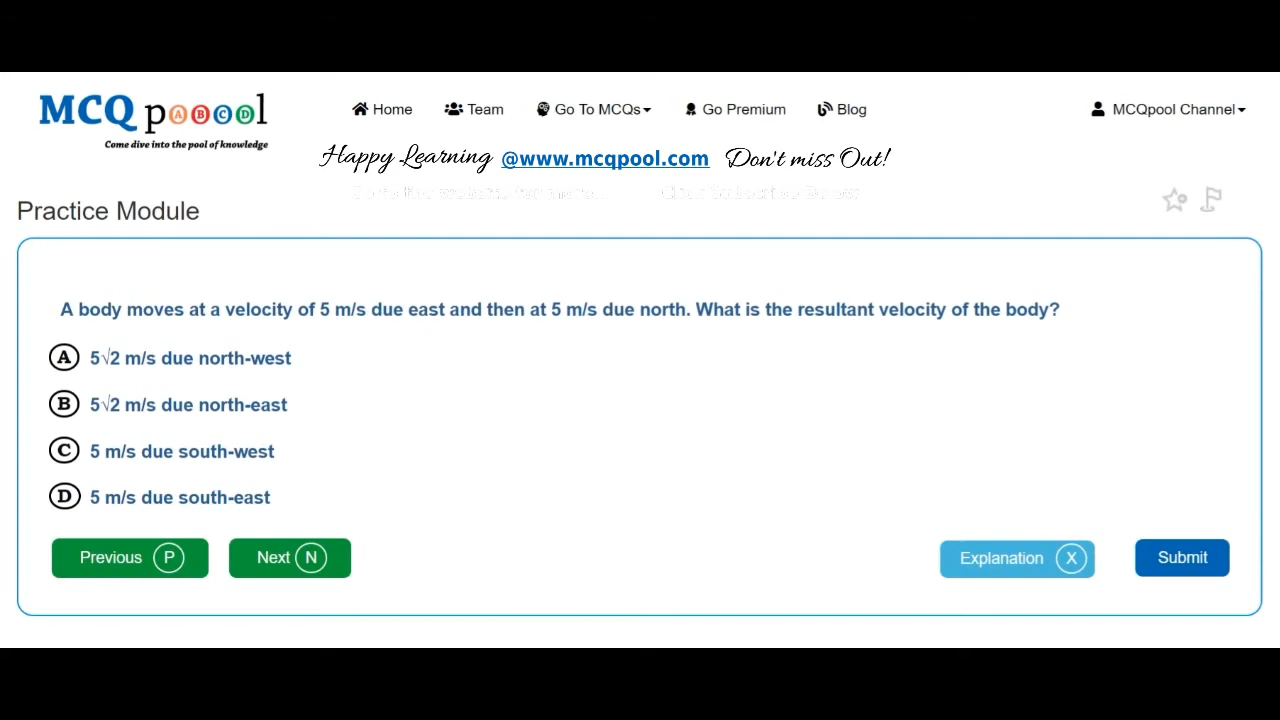 MCQ pABCDl
Come dive into the pool of knowledge
Home Team Go To MCQs Go Premium Blog MCQpool Channel
Happy Learning @www.mcqpool.com Don't miss Out!
Practice Module
A body moves at a velocity of 5 m/s due east and then at 5 m/s due north. What is the resultant velocity of the body?
A 5√2 m/s due north-west
B 5√2 m/s due north-east
C 5 m/s due south-west
D 5 m/s due south-east
Previous P Next N Explanation X Submit